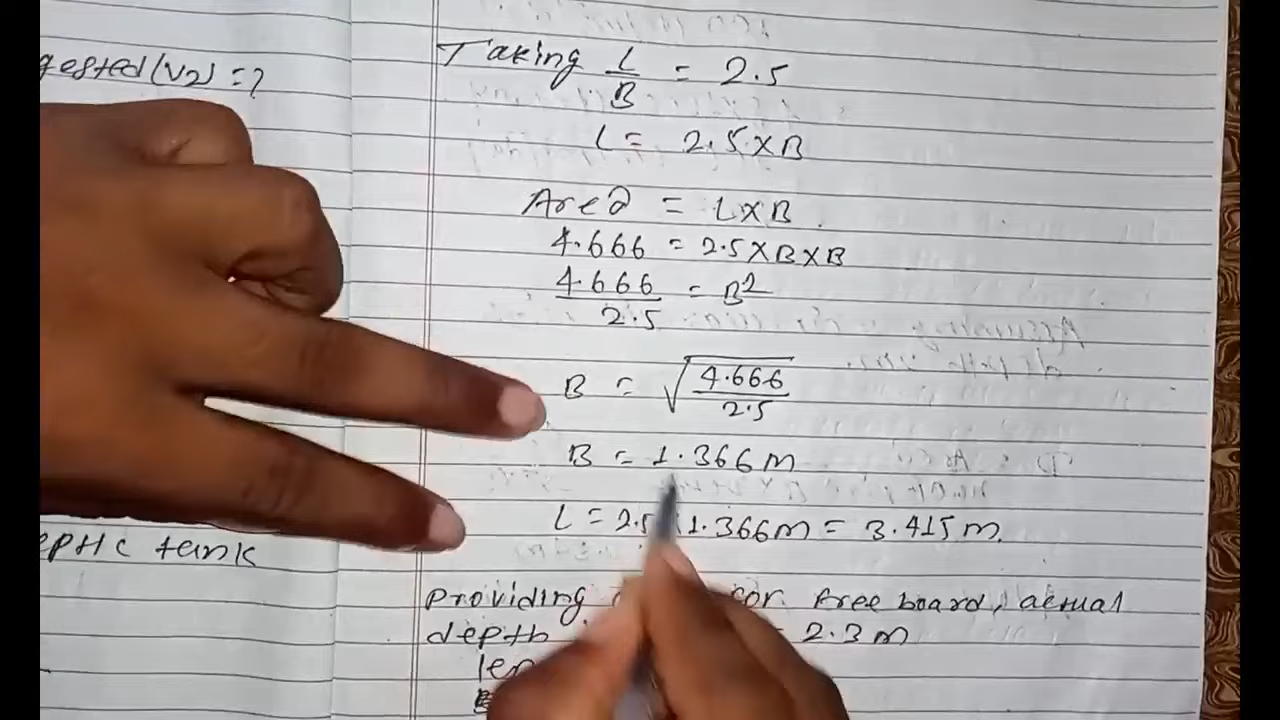 gested (V2) = ?
eptic tank
Taking L/B = 2.5
L = 2.5 × B
Area = L × B
4.666 = 2.5 × B × B
4.666/2.5 = B²
B = √(4.666/2.5)
B = 1.366 m
L = 2.5 1.366 m = 3.415 m.
providing for free board, actual
depth = 2.3 m
len